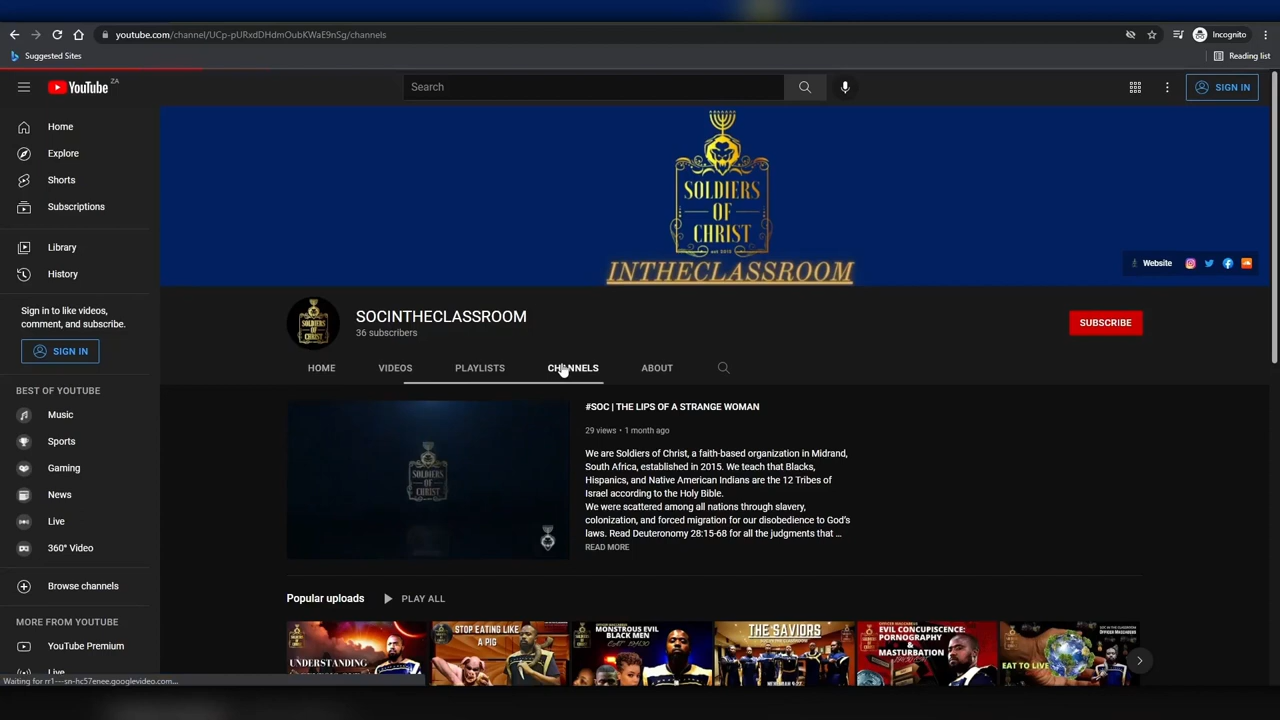 youtube.com/channel/UCp-pURxdDHdmOubKWaE9nSg/channels
Incognito
Suggested Sites
Reading list
YouTube ZA
Search
SIGN IN
Home
Explore
Shorts
Subscriptions
Library
History
Sign in to like videos,
comment, and subscribe.
SIGN IN
BEST OF YOUTUBE
Music
Sports
Gaming
News
Live
360° Video
Browse channels
MORE FROM YOUTUBE
YouTube Premium
Live
SOLDIERS
OF
CHRIST
est 2015
INTHECLASSROOM
Website
SOLDIERS
OF
CHRIST
SOCINTHECLASSROOM
36 subscribers
SUBSCRIBE
HOME
VIDEOS
PLAYLISTS
CHANNELS
ABOUT
SOLDIERS
OF
CHRIST
#SOC | THE LIPS OF A STRANGE WOMAN
29 views • 1 month ago
We are Soldiers of Christ, a faith-based organization in Midrand,
South Africa, established in 2015. We teach that Blacks,
Hispanics, and Native American Indians are the 12 Tribes of
Israel according to the Holy Bible.
We were scattered among all nations through slavery,
colonization, and forced migration for our disobedience to God's
laws. Read Deuteronomy 28:15-68 for all the judgments that ...
READ MORE
Popular uploads
PLAY ALL
UNDERSTANDING
STOP EATING LIKE
A PIG
MONSTROUS EVIL
BLACK MEN
THE SAVIORS
EVIL CONCUPISCENCE:
PORNOGRAPHY
& MASTURBATION
EAT TO LIVE
Waiting for rr1---sn-hc57enee.googlevideo.com...